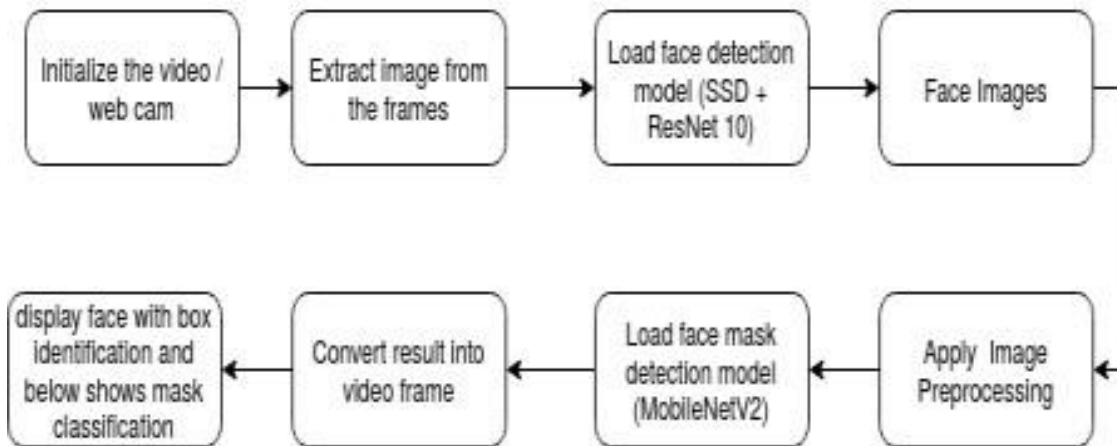 Initialize the video /
web cam
Extract image from
the frames
Load face detection
model (SSD +
ResNet 10)
Face Images
Apply Image
Preprocessing
Load face mask
detection model
(MobileNetV2)
Convert result into
video frame
display face with box
identification and
below shows mask
classification